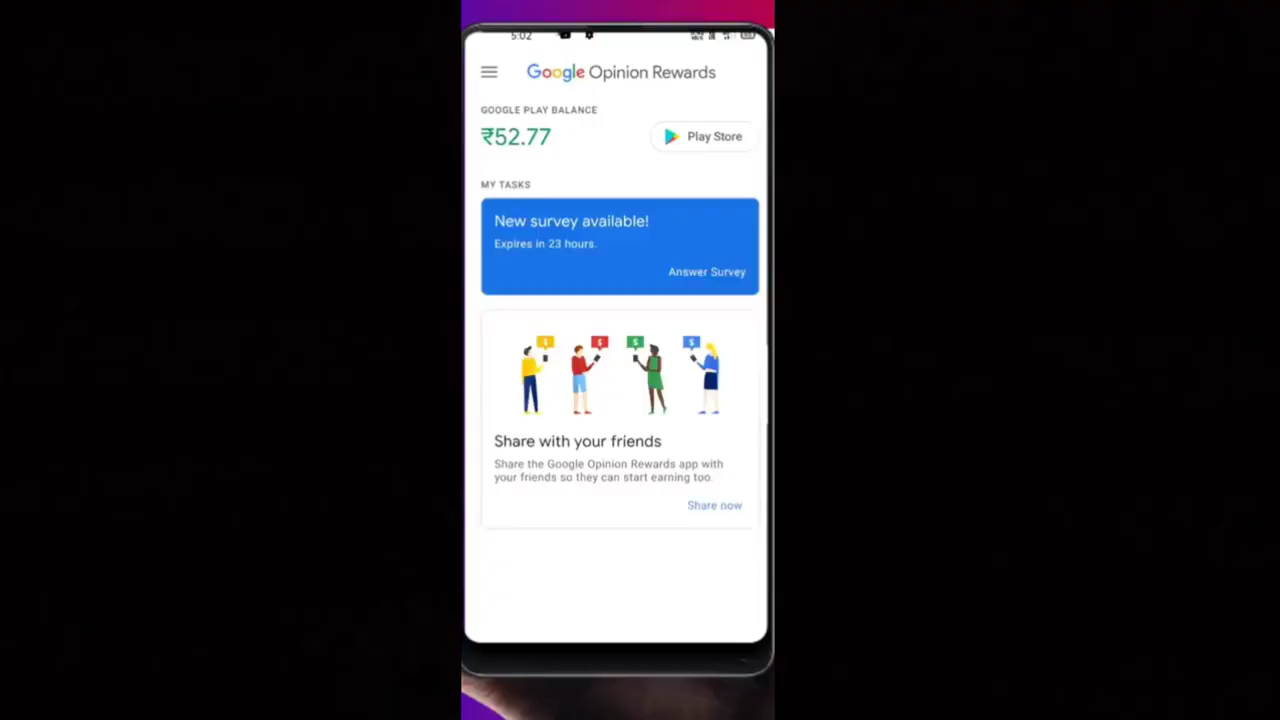 5:02
Google Opinion Rewards
GOOGLE PLAY BALANCE
₹52.77
Play Store
MY TASKS
New survey available!
Expires in 23 hours.
Answer Survey
$ $ $ $
Share with your friends
Share the Google Opinion Rewards app with
your friends so they can start earning too.
Share now